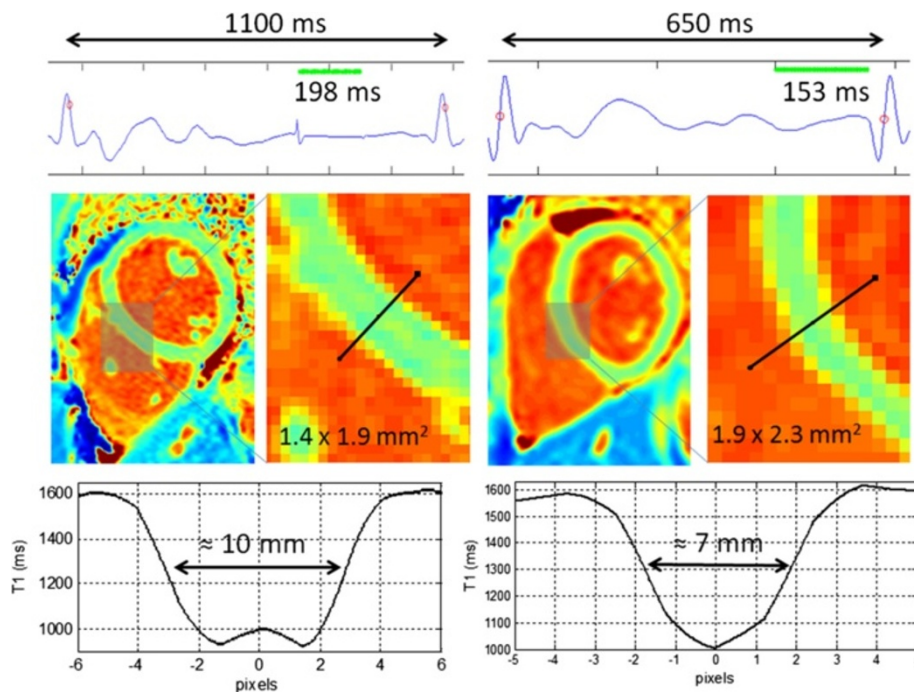 1100 ms
650 ms
198 ms
153 ms
1.4 x 1.9 mm²
1.9 x 2.3 mm²
1600
1400
1200
1000
T1 (ms)
≈ 10 mm
-6
-4
-2
0
2
4
6
pixels
1600
1500
1400
1300
1200
1100
1000
T1 (ms)
≈ 7 mm
-5
-4
-3
-2
-1
0
1
2
3
4
pixels